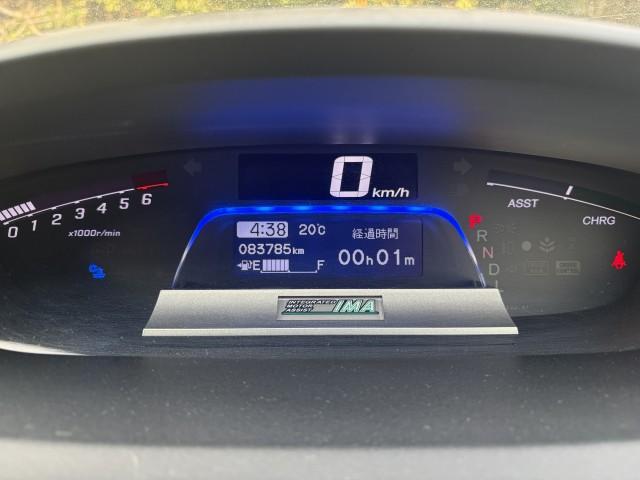 0 km/h
0 1 2 3 4 5 6
x1000r/min
4:38 20℃ 経過時間
083785km
E F 00h01m
INTEGRATED
MOTOR
ASSIST
IMA
ASST
CHRG
P
R
N
D
L